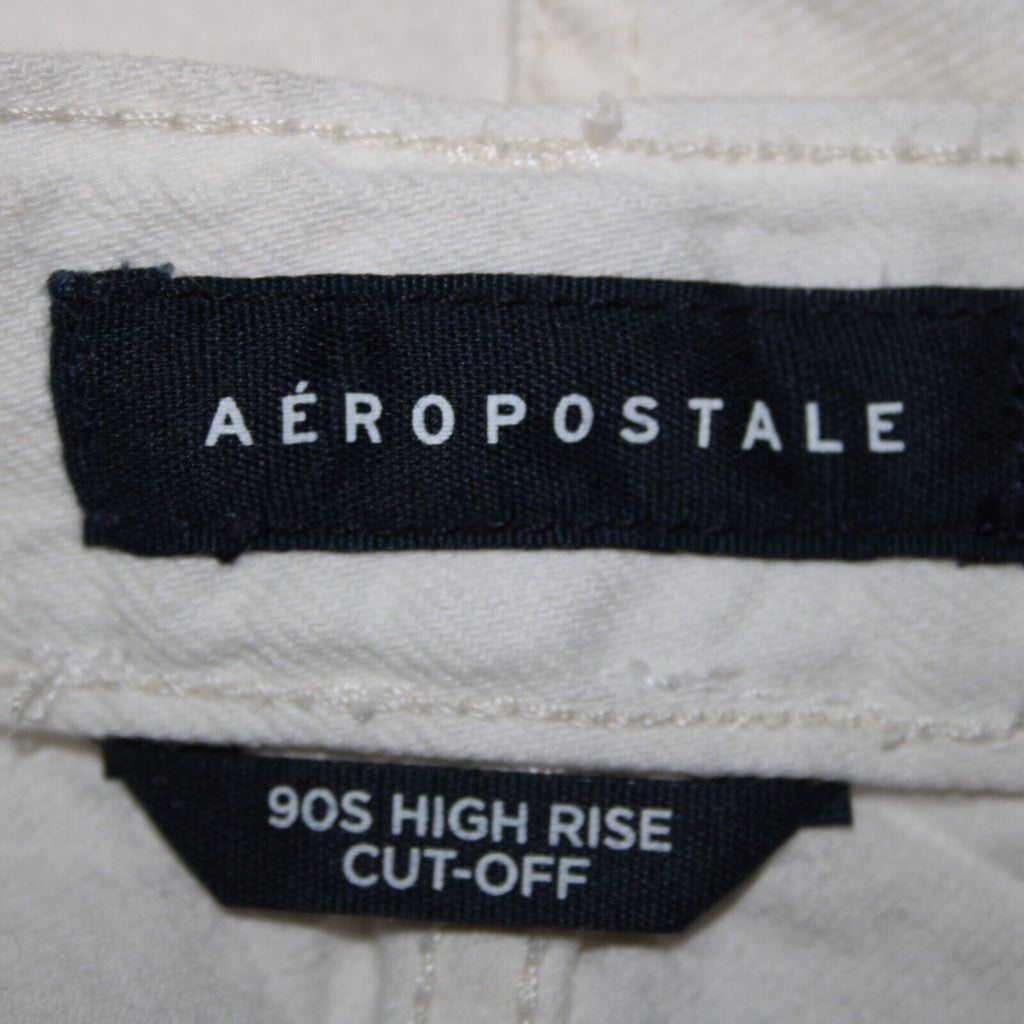 AÉROPOSTALE
90S HIGH RISE
CUT-OFF